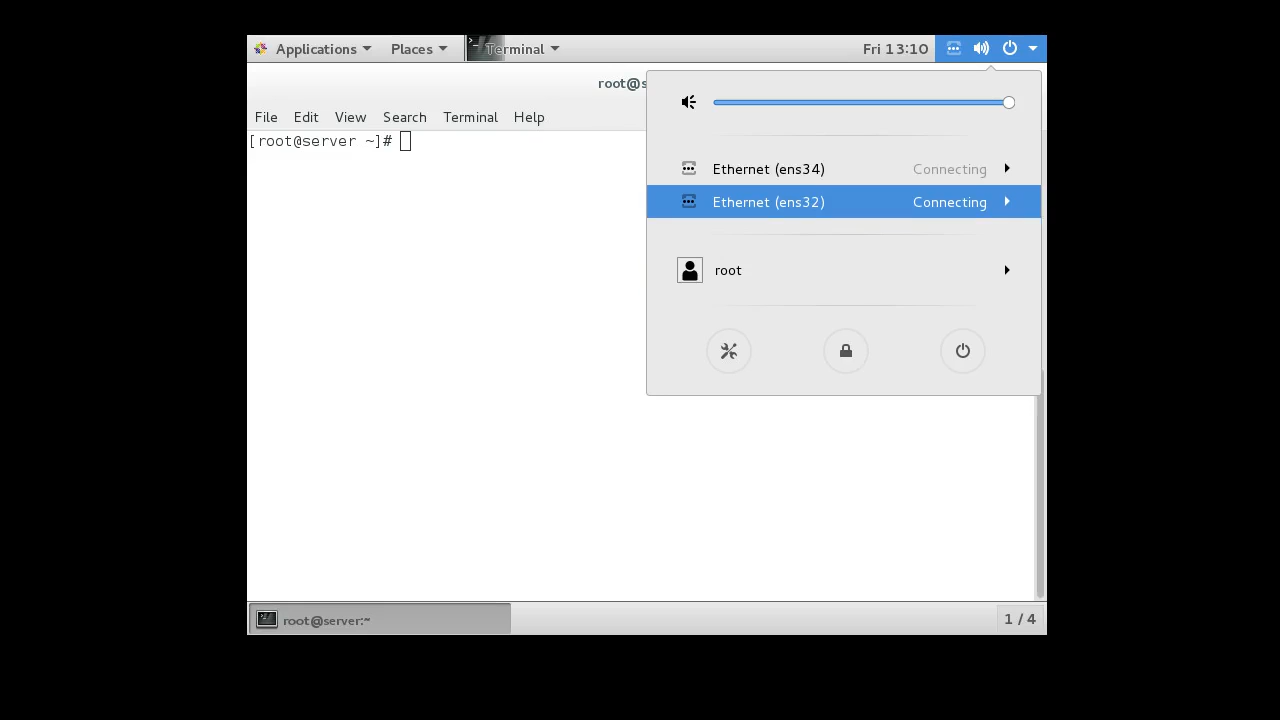 Applications Places Terminal Fri 13:10
root@s
File Edit View Search Terminal Help
[root@server ~]#
Ethernet (ens34) Connecting
Ethernet (ens32) Connecting
root
root@server:~
1 / 4